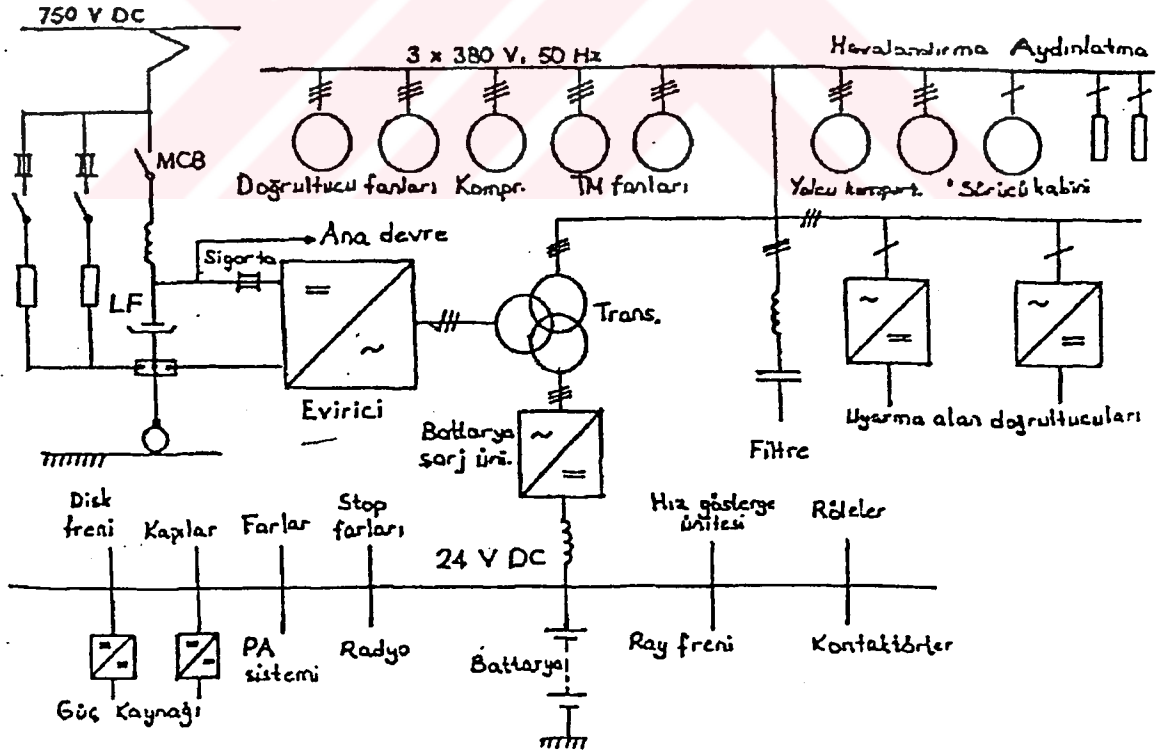 750 V DC
3 x 380 V, 50 Hz
Havalandırma Aydınlatma
MCB
Doğrultucu fanları Kompr. TM fanları
Yolcu kompart. Sürücü kabini
Ana devre
Sigorta
LF
Trans.
Evirici
Battarya
şarj üni.
Filtre
Uyarma alan doğrultucuları
Disk
freni
Kapılar
Farlar
Stop
farları
24 V DC
Hız gösterge
ünitesi
Röleler
PA
sistemi
Radyo
Battarya
Ray freni
Kontaktörler
Güç Kaynağı